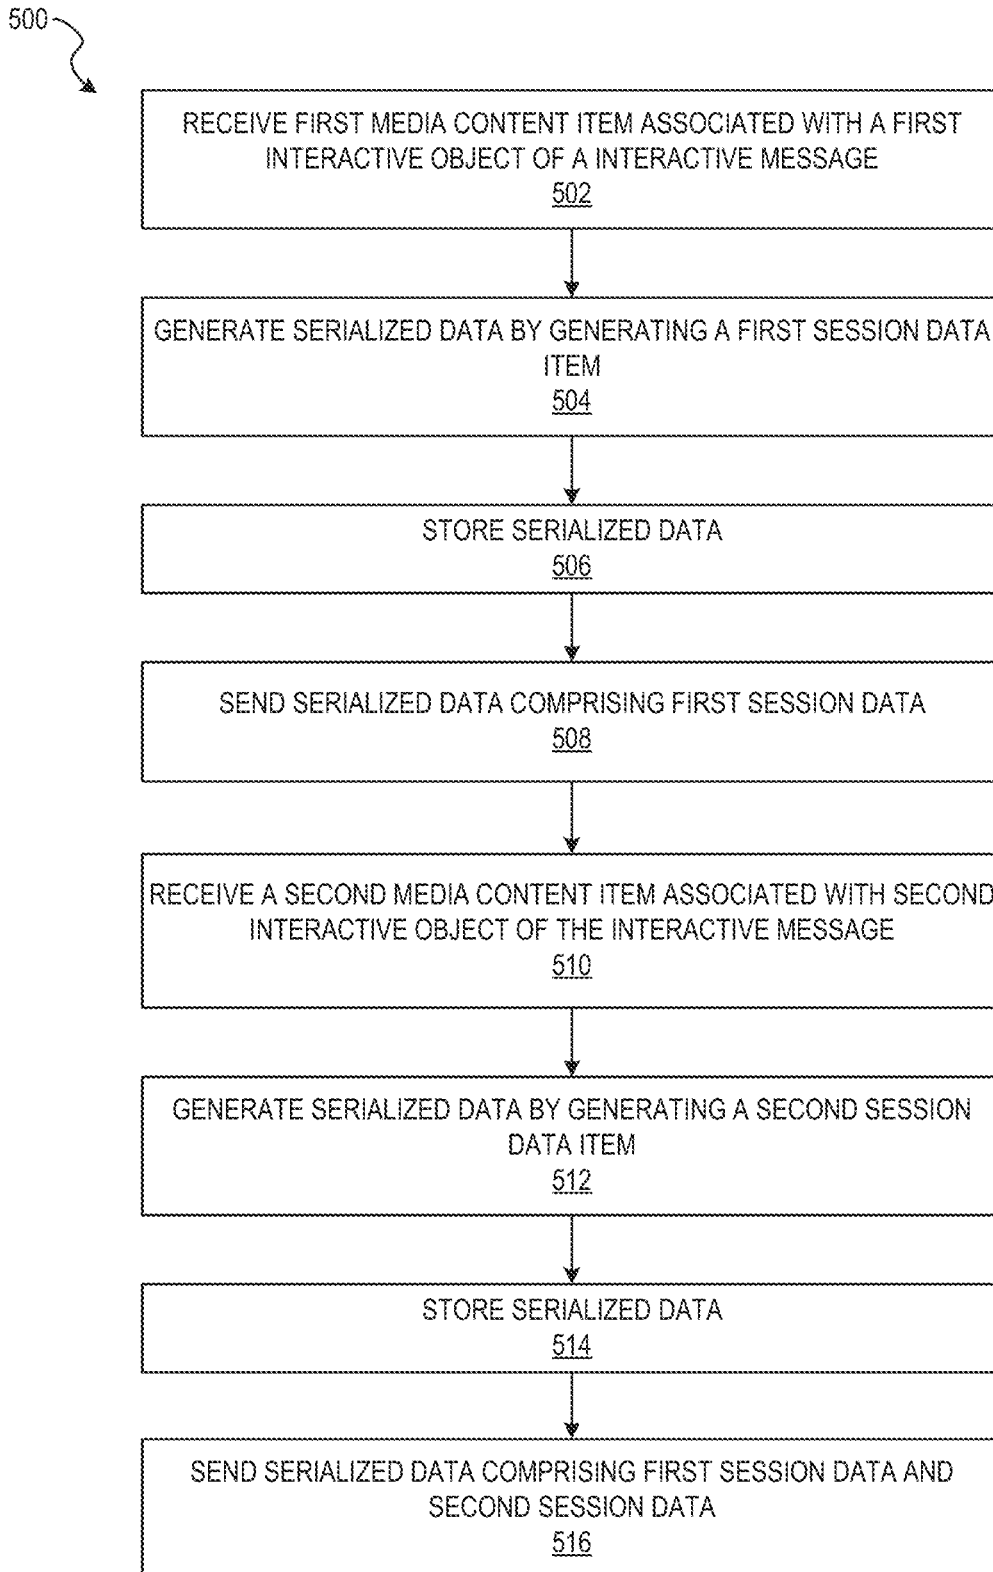 500
RECEIVE FIRST MEDIA CONTENT ITEM ASSOCIATED WITH A FIRST
INTERACTIVE OBJECT OF A INTERACTIVE MESSAGE
502
GENERATE SERIALIZED DATA BY GENERATING A FIRST SESSION DATA
ITEM
504
STORE SERIALIZED DATA
506
SEND SERIALIZED DATA COMPRISING FIRST SESSION DATA
508
RECEIVE A SECOND MEDIA CONTENT ITEM ASSOCIATED WITH SECOND
INTERACTIVE OBJECT OF THE INTERACTIVE MESSAGE
510
GENERATE SERIALIZED DATA BY GENERATING A SECOND SESSION
DATA ITEM
512
STORE SERIALIZED DATA
514
SEND SERIALIZED DATA COMPRISING FIRST SESSION DATA AND
SECOND SESSION DATA
516